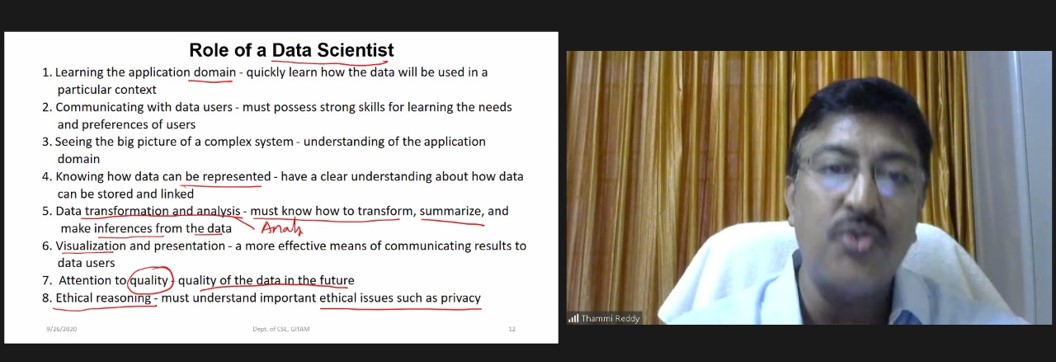 Role of a Data Scientist
1. Learning the application domain - quickly learn how the data will be used in a
particular context
2. Communicating with data users - must possess strong skills for learning the needs
and preferences of users
3. Seeing the big picture of a complex system - understanding of the application
domain
4. Knowing how data can be represented - have a clear understanding about how data
can be stored and linked
5. Data transformation and analysis - must know how to transform, summarize, and
make inferences from the data
6. Visualization and presentation - a more effective means of communicating results to
data users
7. Attention to quality - quality of the data in the future
8. Ethical reasoning - must understand important ethical issues such as privacy
9/26/2020 Dept. of CSE, GITAM 12
Thammi Reddy